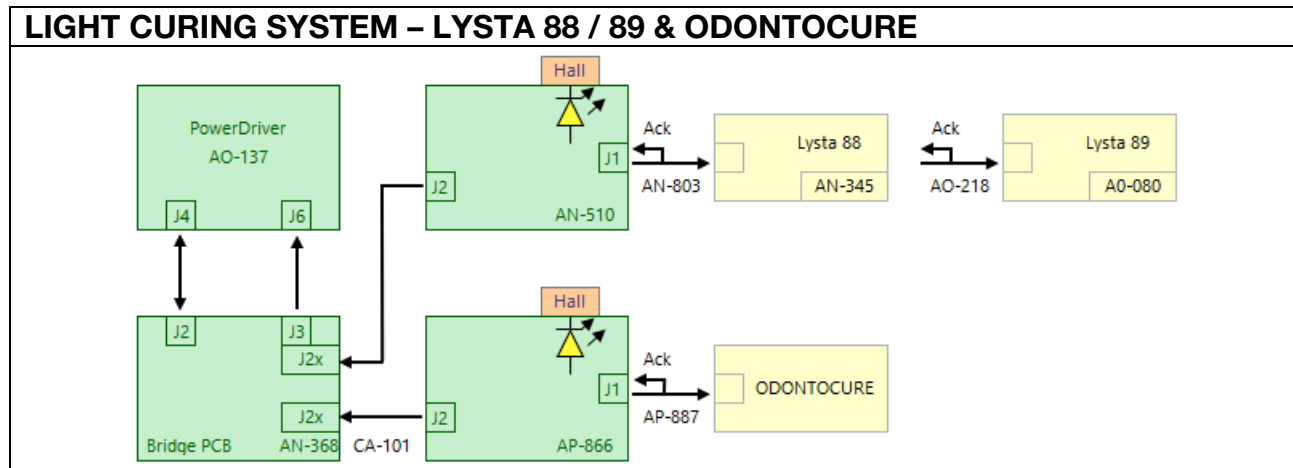 LIGHT CURING SYSTEM – LYSTA 88 / 89 & ODONTOCURE
Hall
PowerDriver
AO-137
J4
J6
J2
J1
AN-510
Ack
AN-803
Lysta 88
AN-345
Ack
AO-218
Lysta 89
A0-080
Hall
J2
J3
J2x
J2x
Bridge PCB
AN-368
CA-101
J2
J1
AP-866
Ack
AP-887
ODONTOCURE